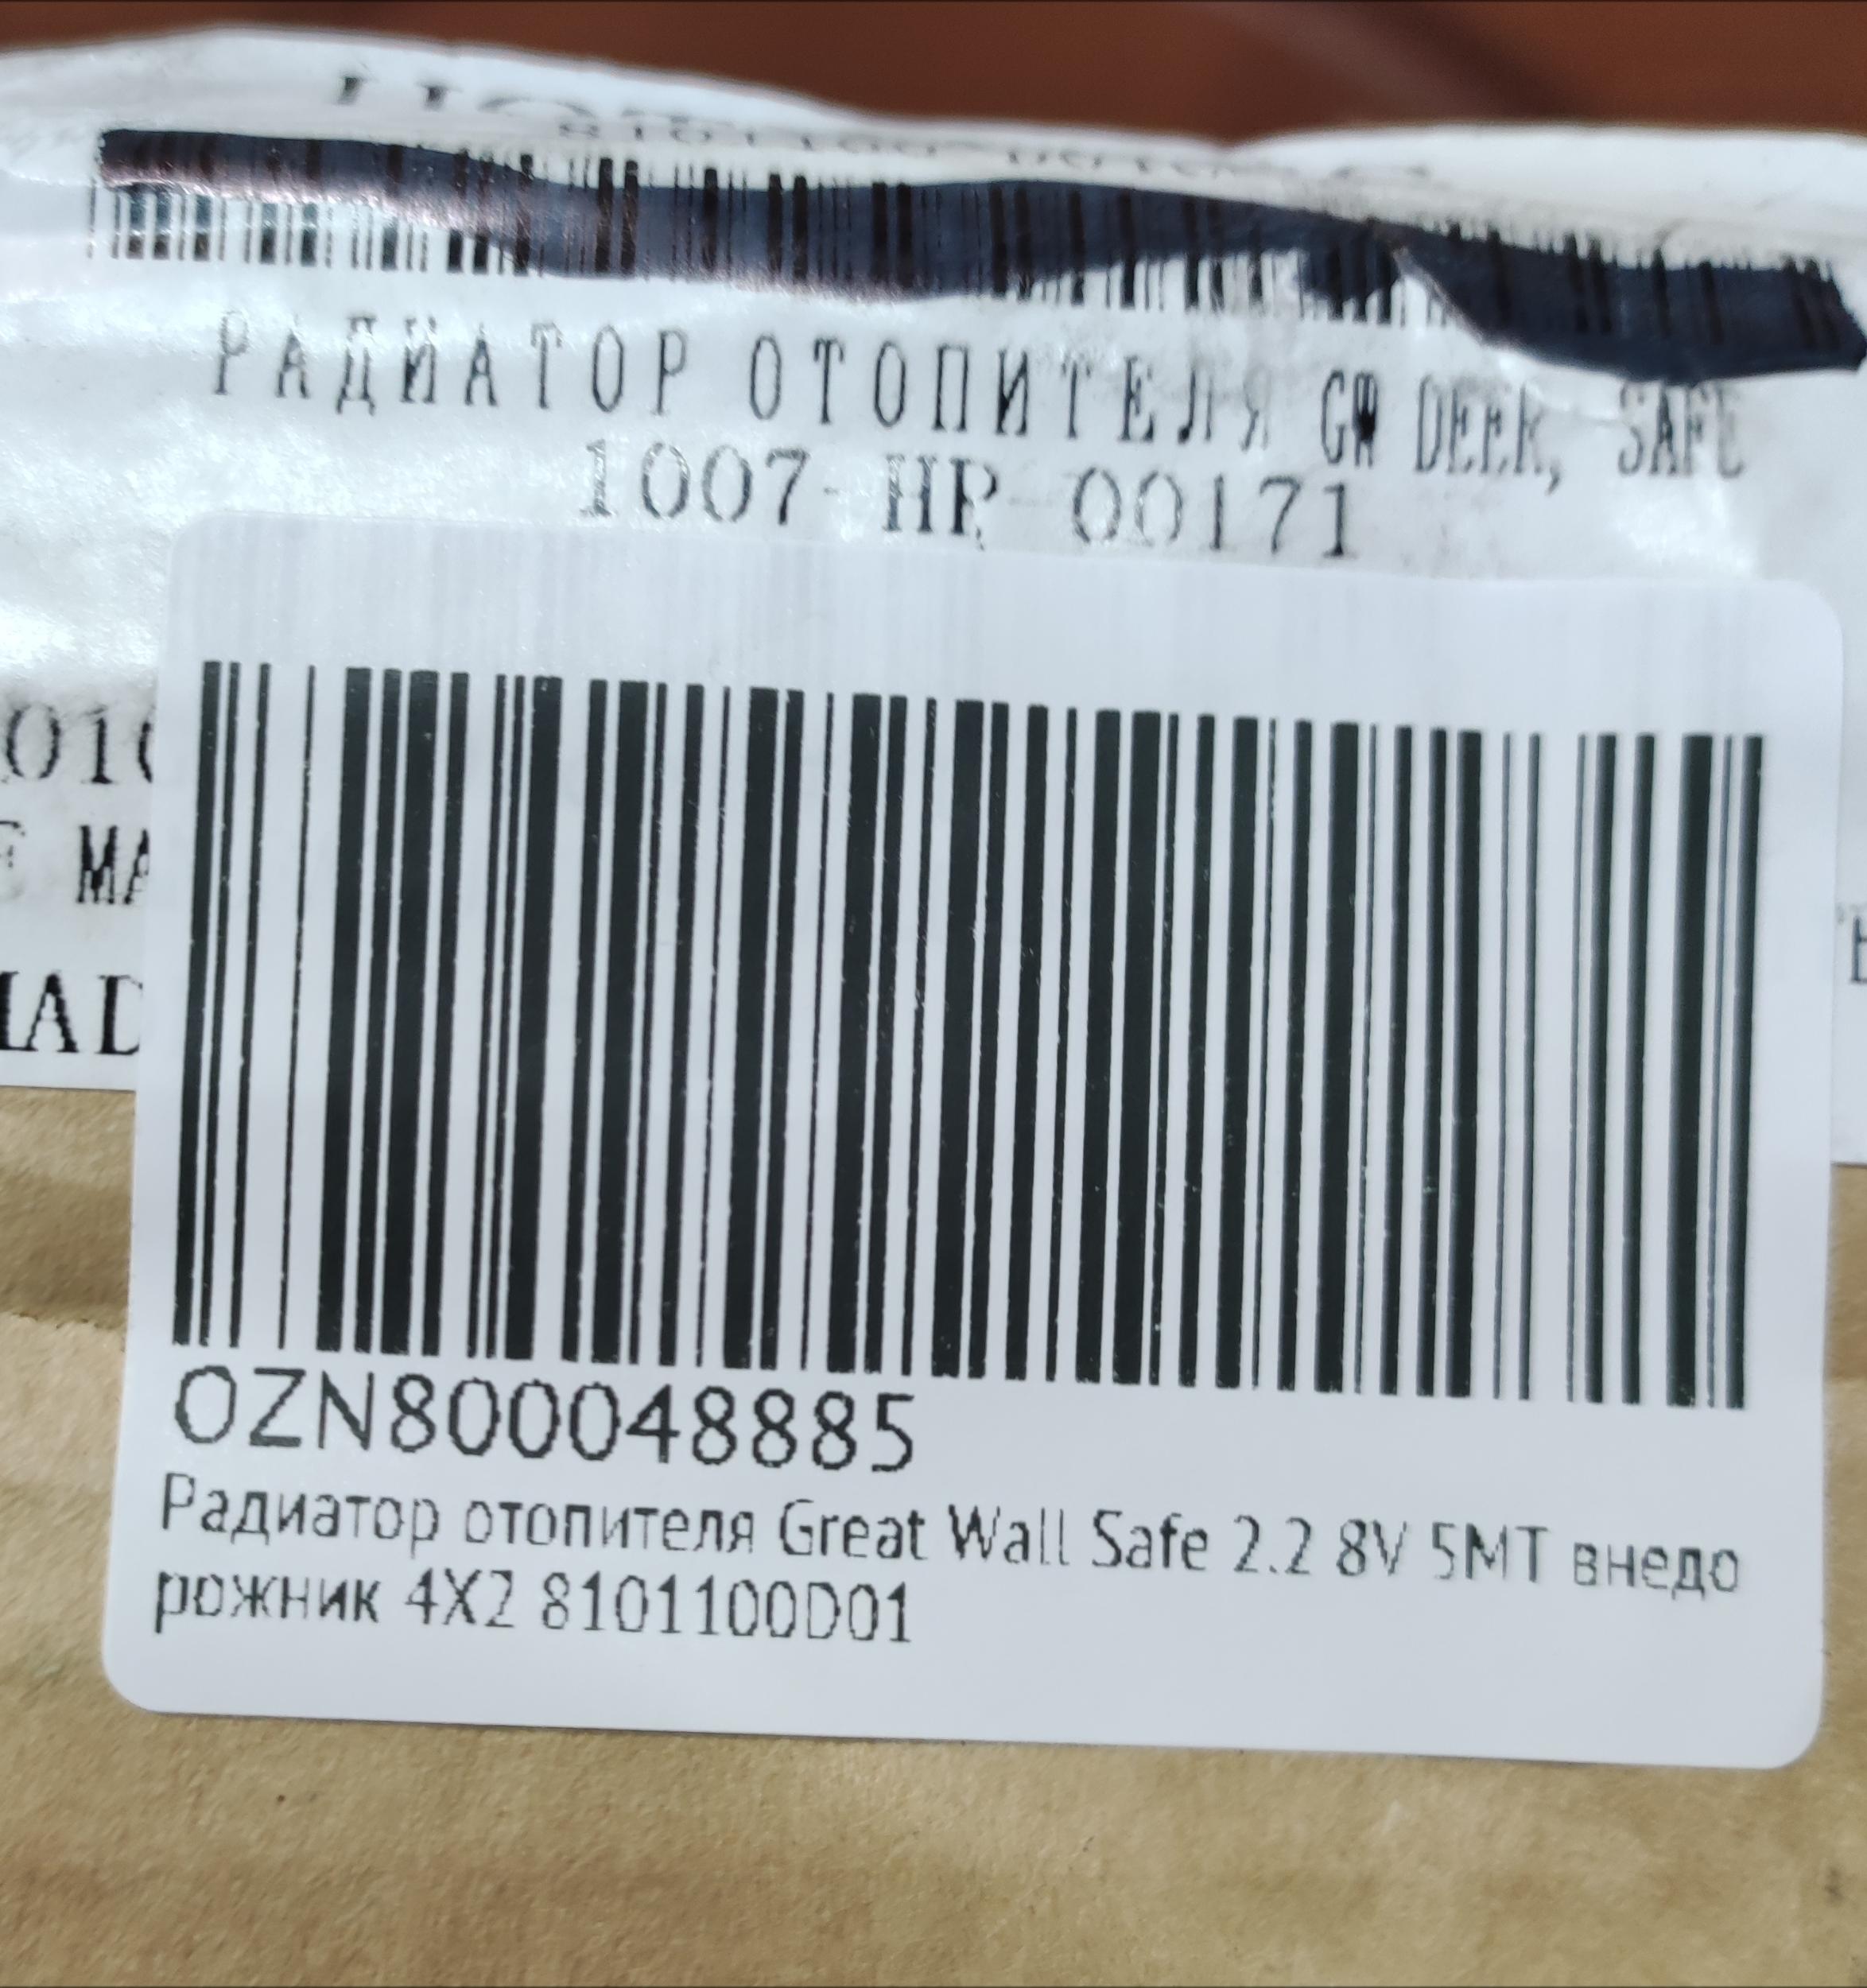 РАДИАТОР ОТОПИТЕЛЯ GW DEER, SAFE
1007-HR-00171
MA
OZN800048885
Радиатор отопителя Great Wall Safe 2.2 8V 5MT внедо
рожник 4X2 8101100D01